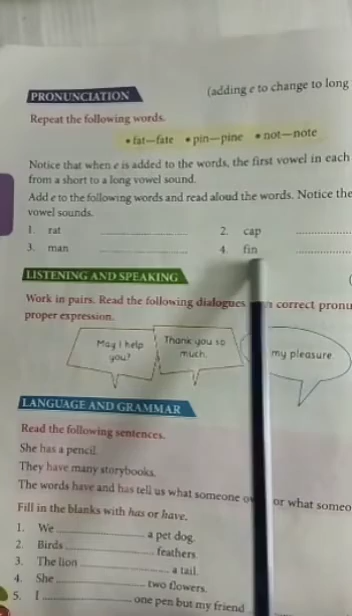 PRONUNCIATION (adding e to change to long
Repeat the following words.
• fat—fate • pin—pine • not—note
Notice that when e is added to the words, the first vowel in each
from a short to a long vowel sound.
Add e to the following words and read aloud the words. Notice the
vowel sounds.
1. rat ____________ 2. cap ............
3. man ____________ 4. fin ............
LISTENING AND SPEAKING
Work in pairs. Read the following dialogues correct pronu
proper expression.
May I help
you?
Thank you so
much.
my pleasure
LANGUAGE AND GRAMMAR
Read the following sentences.
She has a pencil.
They have many storybooks.
The words have and has tell us what someone or what someo
Fill in the blanks with has or have.
1. We ____________ a pet dog.
2. Birds ____________ feathers.
3. The lion ____________ a tail.
4. She ____________ two flowers.
5. I ____________ one pen but my friend